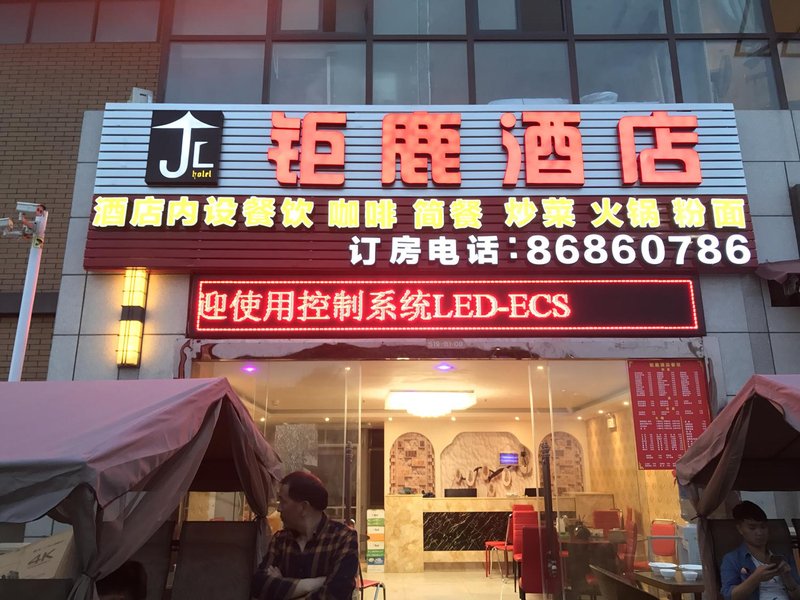 JL
hotel
钜鹿酒店
酒店内设餐饮 咖啡 简餐 炒菜 火锅 粉面
订房电话：86860786
迎使用控制系统LED-ECS
4K